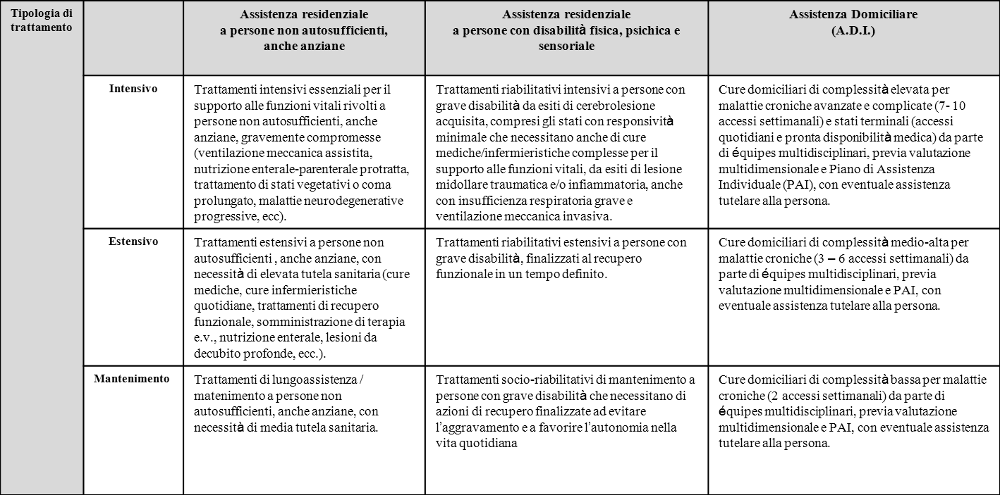 Tipologia di
trattamento
Assistenza residenziale
a persone non autosufficienti,
anche anziane
Assistenza residenziale
a persone con disabilità fisica, psichica e
sensoriale
Assistenza Domiciliare
(A.D.I.)
Intensivo
Trattamenti intensivi essenziali per il
supporto alle funzioni vitali rivolti a
persone non autosufficienti, anche
anziane, gravemente compromesse
(ventilazione meccanica assistita,
nutrizione enterale-parenterale protratta,
trattamento di stati vegetativi o coma
prolungato, malattie neurodegenerative
progressive, ecc).
Trattamenti riabilitativi intensivi a persone con
grave disabilità da esiti di cerebrolesione
acquisita, compresi gli stati con responsività
minimale che necessitano anche di cure
mediche/infermieristiche complesse per il
supporto alle funzioni vitali, da esiti di lesione
midollare traumatica e/o infiammatoria, anche
con insufficienza respiratoria grave e
ventilazione meccanica invasiva.
Cure domiciliari di complessità elevata per
malattie croniche avanzate e complicate (7- 10
accessi settimanali) e stati terminali (accessi
quotidiani e pronta disponibilità medica) da parte
di équipes multidisciplinari, previa valutazione
multidimensionale e Piano di Assistenza
Individuale (PAI), con eventuale assistenza
tutelare alla persona.
Estensivo
Trattamenti estensivi a persone non
autosufficienti , anche anziane, con
necessità di elevata tutela sanitaria (cure
mediche, cure infermieristiche
quotidiane, trattamenti di recupero
funzionale, somministrazione di terapia
e.v., nutrizione enterale, lesioni da
decubito profonde, ecc.).
Trattamenti riabilitativi estensivi a persone con
grave disabilità, finalizzati al recupero
funzionale in un tempo definito.
Cure domiciliari di complessità medio-alta per
malattie croniche (3 – 6 accessi settimanali) da
parte di équipes multidisciplinari, previa
valutazione multidimensionale e PAI, con
eventuale assistenza tutelare alla persona.
Mantenimento
Trattamenti di lungoassistenza /
matenimento a persone non
autosufficienti, anche anziane, con
necessità di media tutela sanitaria.
Trattamenti socio-riabilitativi di mantenimento a
persone con grave disabilità che necessitano di
azioni di recupero finalizzate ad evitare
l’aggravamento e a favorire l’autonomia nella
vita quotidiana
Cure domiciliari di complessità bassa per malattie
croniche (2 accessi settimanali) da parte di
équipes multidisciplinari, previa valutazione
multidimensionale e PAI, con eventuale assistenza
tutelare alla persona.